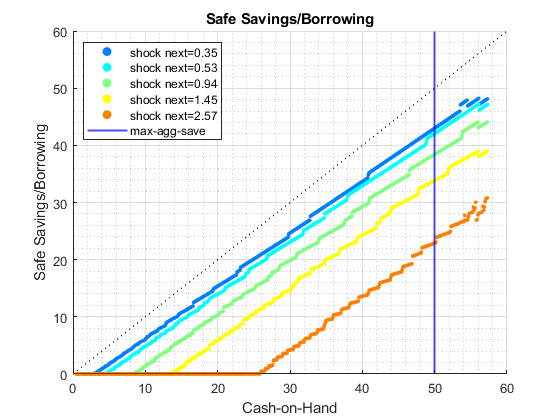 Safe Savings/Borrowing
60
50
40
30
20
10
0
Safe Savings/Borrowing
shock next=0.35
shock next=0.53
shock next=0.94
shock next=1.45
shock next=2.57
max-agg-save
0 10 20 30 40 50 60
Cash-on-Hand